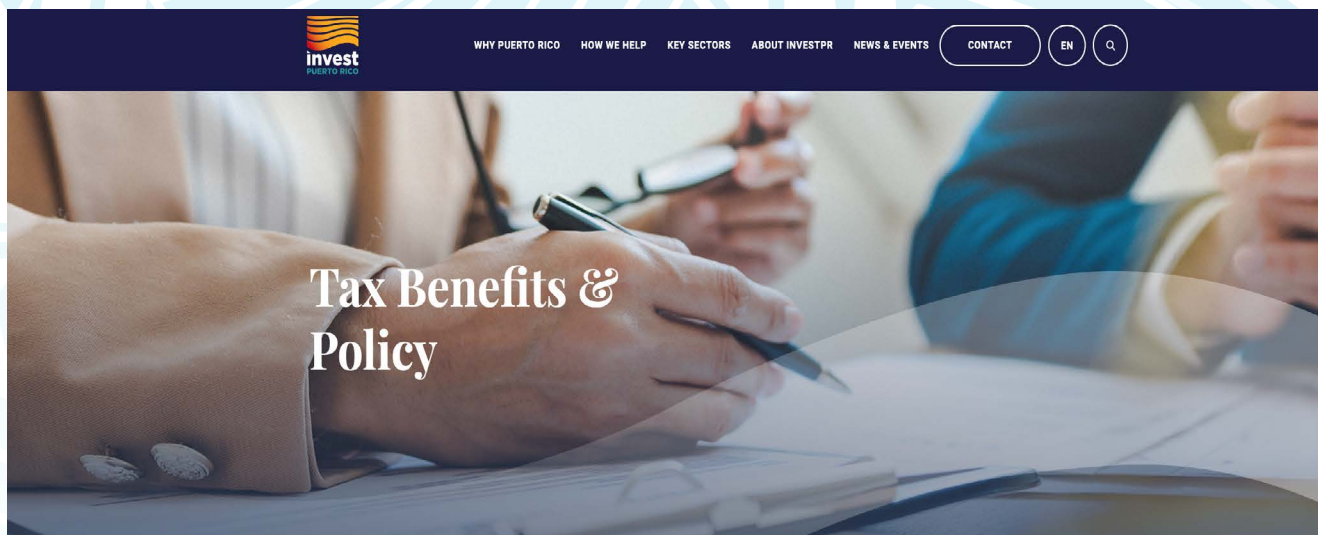 invest
PUERTO RICO
WHY PUERTO RICO HOW WE HELP KEY SECTORS ABOUT INVESTPR NEWS & EVENTS CONTACT EN
Tax Benefits &
Policy